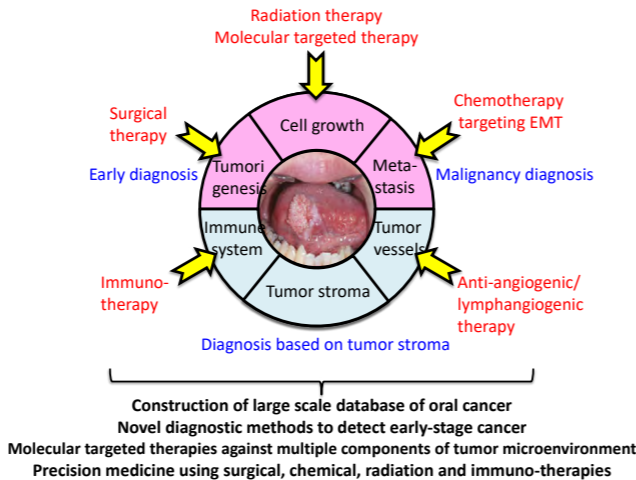 Radiation therapy
Molecular targeted therapy
Surgical
therapy
Cell growth
Chemotherapy
targeting EMT
Early diagnosis
Tumori
genesis
Meta-
stasis
Malignancy diagnosis
Immune
system
Tumor
vessels
Immuno-
therapy
Tumor stroma
Anti-angiogenic/
lymphangiogenic
therapy
Diagnosis based on tumor stroma
Construction of large scale database of oral cancer
Novel diagnostic methods to detect early-stage cancer
Molecular targeted therapies against multiple components of tumor microenvironment
Precision medicine using surgical, chemical, radiation and immuno-therapies